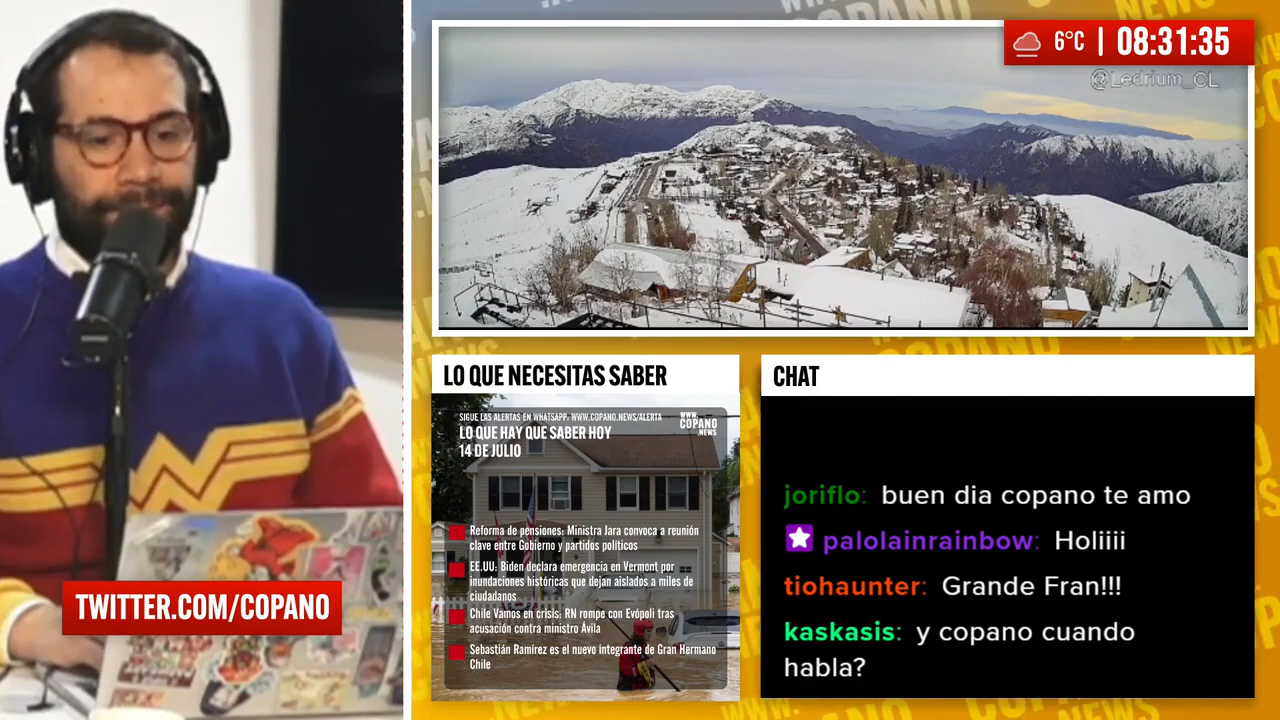 6°C | 08:31:35
@Ledrium_CL
LO QUE NECESITAS SABER
SIGUE LAS ALERTAS EN WHATSAPP: WWW.COPANO.NEWS/ALERTA
WWW.
COPANO
.NEWS
LO QUE HAY QUE SABER HOY
14 DE JULIO
Reforma de pensiones: Ministra Jara convoca a reunión
clave entre Gobierno y partidos políticos
EE.UU: Biden declara emergencia en Vermont por
inundaciones históricas que dejan aislados a miles de
ciudadanos
Chile Vamos en crisis: RN rompe con Evópoli tras
acusación contra ministro Ávila
Sebastián Ramírez es el nuevo integrante de Gran Hermano
Chile
CHAT
joriflo: buen dia copano te amo
palolainrainbow: Holiiii
tiohaunter: Grande Fran!!!
kaskasis: y copano cuando
habla?
TWITTER.COM/COPANO